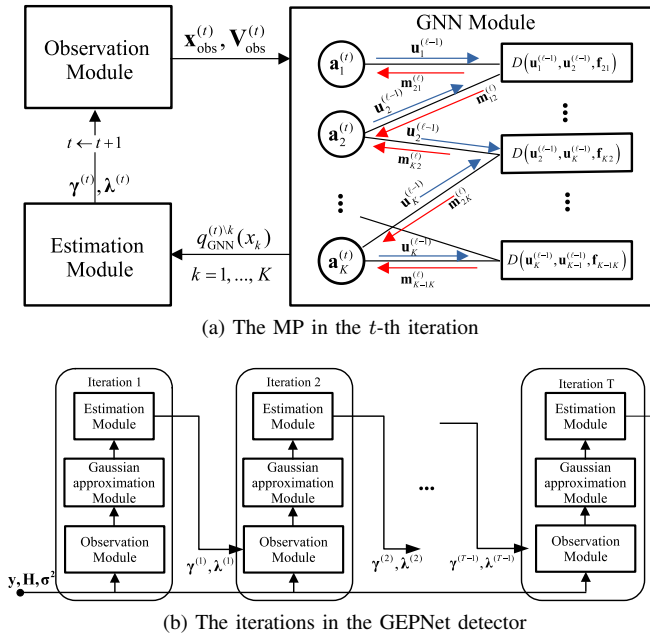 Observation Module
x_obs^(t), V_obs^(t)
t ← t+1
γ^(t), λ^(t)
Estimation Module
q_GNN^(t)\k(x_k)
k = 1, ..., K
GNN Module
a_1^(t)
u_1^(ℓ−1)
m_21^(ℓ)
D(u_1^(ℓ−1), u_2^(ℓ−1), f_21)
u_2^(ℓ−1)
m_12^(ℓ)
a_2^(t)
u_2^(ℓ−1)
m_K2^(ℓ)
D(u_2^(ℓ−1), u_K^(ℓ−1), f_K2)
u_K^(ℓ−1)
m_2K^(ℓ)
a_K^(t)
u_K^(ℓ−1)
m_K−1K^(ℓ)
D(u_K^(ℓ−1), u_K−1^(ℓ−1), f_K−1K)
(a) The MP in the t-th iteration
Iteration 1
Estimation Module
Gaussian approximation Module
Observation Module
γ^(1), λ^(1)
Iteration 2
Estimation Module
Gaussian approximation Module
Observation Module
γ^(2), λ^(2)
...
γ^(T−1), λ^(T−1)
Iteration T
Estimation Module
Gaussian approximation Module
Observation Module
y, H, σ^2
(b) The iterations in the GEPNet detector